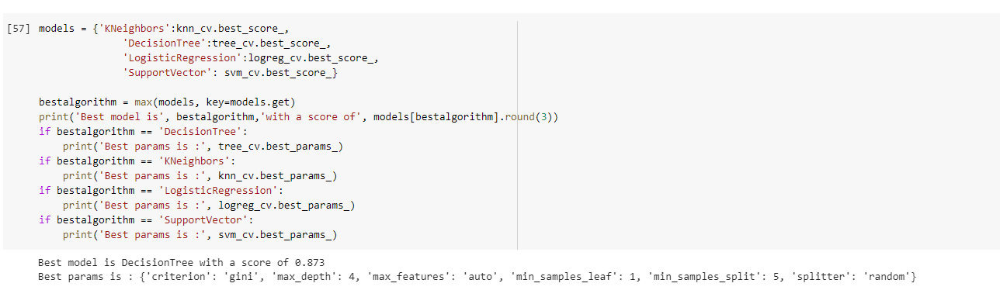 [57] models = {'KNeighbors':knn_cv.best_score_,
              'DecisionTree':tree_cv.best_score_,
              'LogisticRegression':logreg_cv.best_score_,
              'SupportVector': svm_cv.best_score_}
bestalgorithm = max(models, key=models.get)
print('Best model is', bestalgorithm,'with a score of', models[bestalgorithm].round(3))
if bestalgorithm == 'DecisionTree':
    print('Best params is :', tree_cv.best_params_)
if bestalgorithm == 'KNeighbors':
    print('Best params is :', knn_cv.best_params_)
if bestalgorithm == 'LogisticRegression':
    print('Best params is :', logreg_cv.best_params_)
if bestalgorithm == 'SupportVector':
    print('Best params is :', svm_cv.best_params_)
Best model is DecisionTree with a score of 0.873
Best params is : {'criterion': 'gini', 'max_depth': 4, 'max_features': 'auto', 'min_samples_leaf': 1, 'min_samples_split': 5, 'splitter': 'random'}